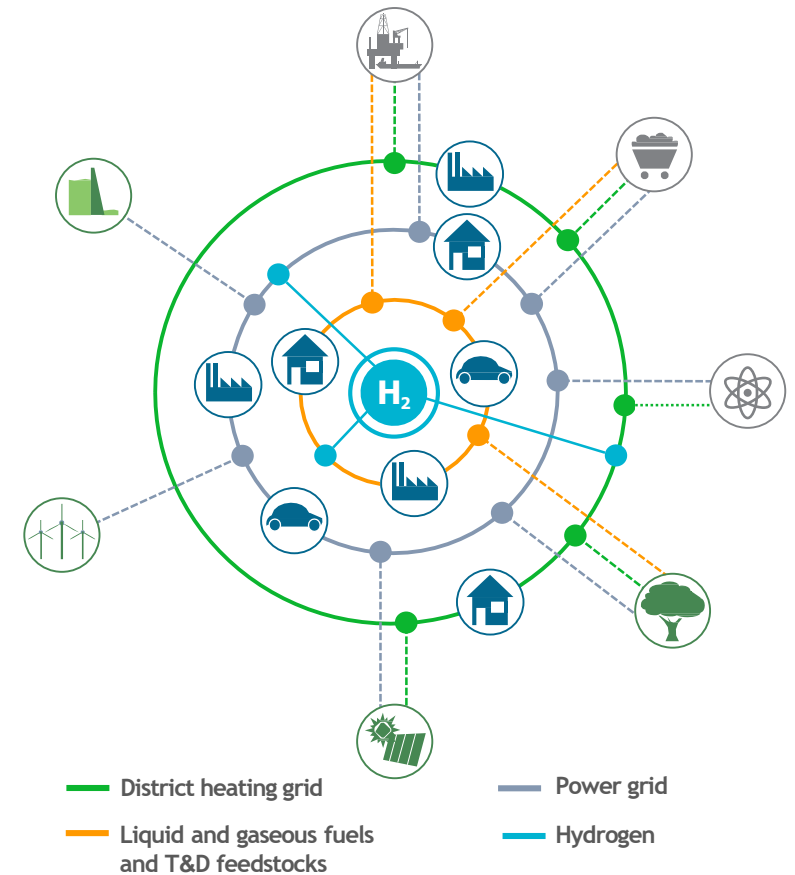 H2
District heating grid
Power grid
Liquid and gaseous fuels
and T&D feedstocks
Hydrogen